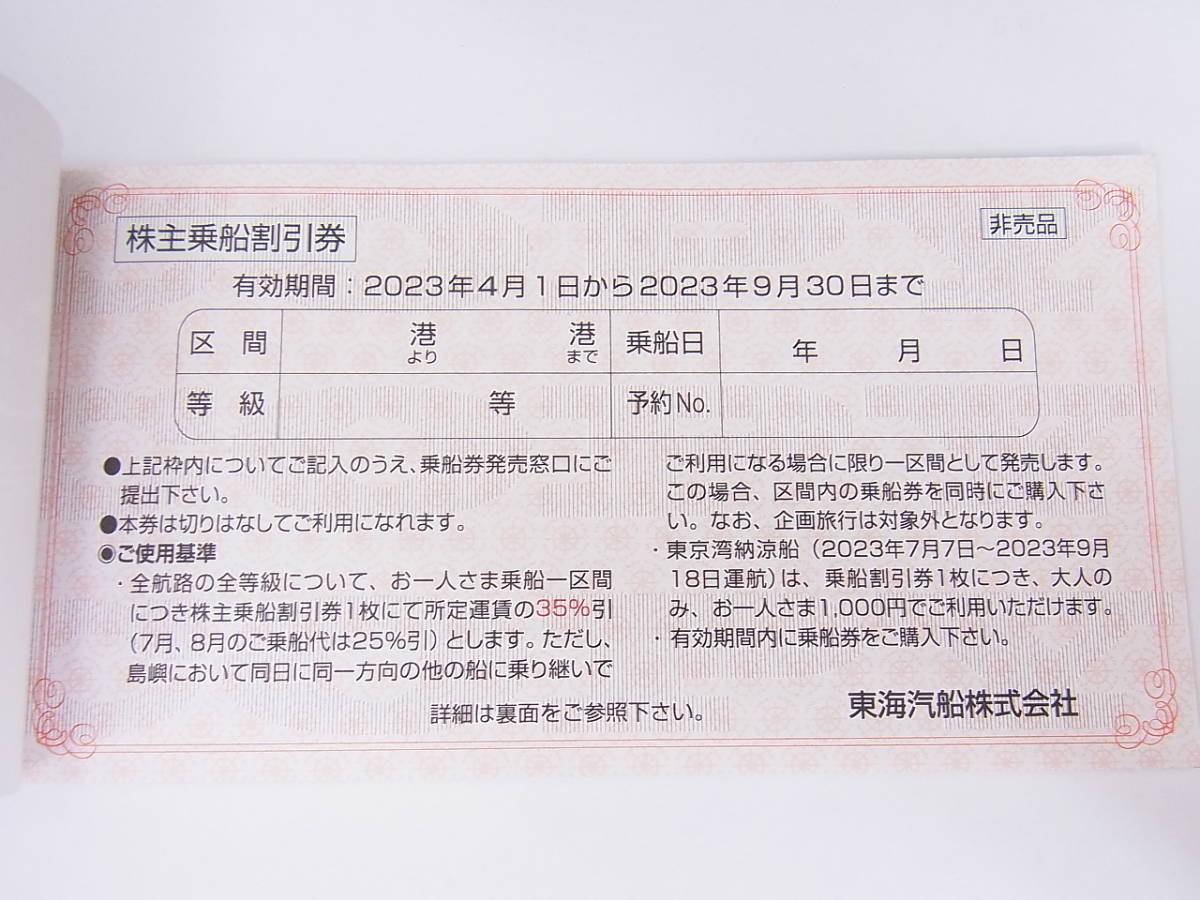 株主乗船割引券
非売品
有効期間：2023年4月1日から2023年9月30日まで
区間 港より 港まで 乗船日 年 月 日
等級 等 予約No.
●上記枠内についてご記入のうえ、乗船券発売窓口にご
提出下さい。
●本券は切りはなしてご利用になれます。
◉ご使用基準
・全航路の全等級について、お一人さま乗船一区間
につき株主乗船割引券1枚にて所定運賃の35%引
（7月、8月のご乗船代は25%引）とします。ただし、
島嶼において同日に同一方向の他の船に乗り継いで
ご利用になる場合に限り一区間として発売します。
この場合、区間内の乗船券を同時にご購入下さ
い。なお、企画旅行は対象外となります。
・東京湾納涼船（2023年7月7日～2023年9月
18日運航）は、乗船割引券1枚につき、大人の
み、お一人さま1,000円でご利用いただけます。
・有効期間内に乗船券をご購入下さい。
詳細は裏面をご参照下さい。
東海汽船株式会社